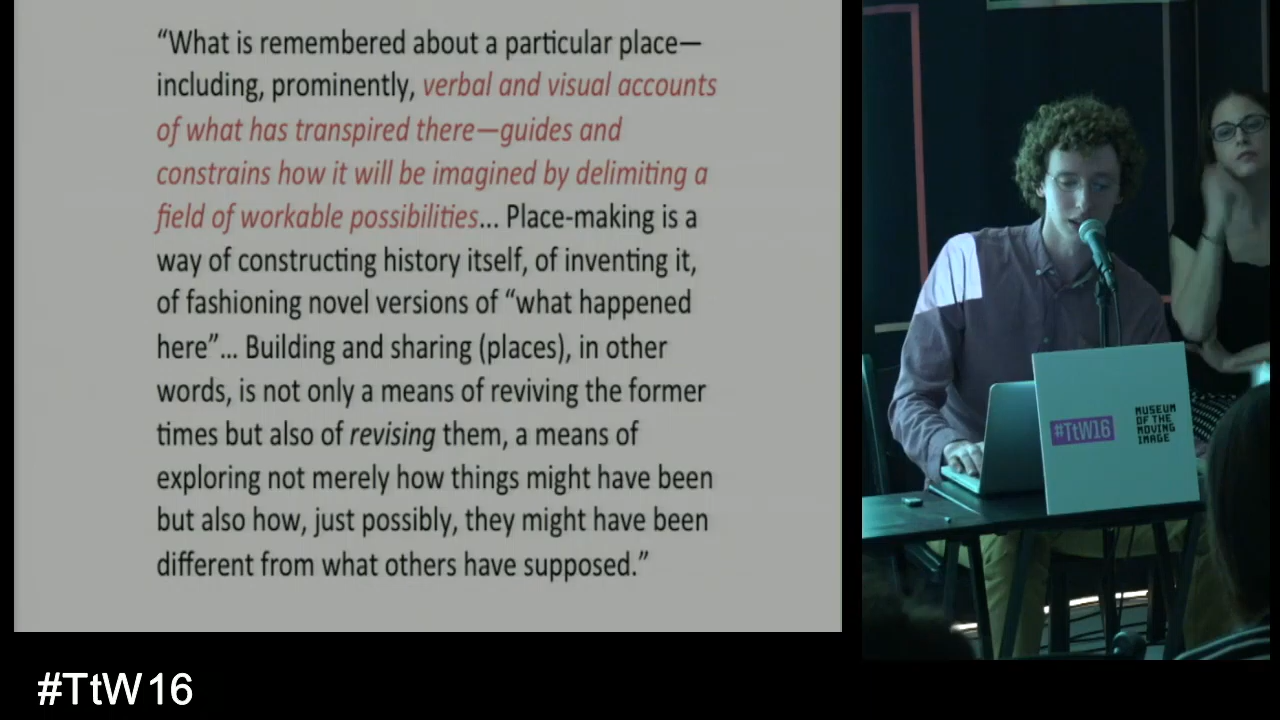 “What is remembered about a particular place—
including, prominently, verbal and visual accounts
of what has transpired there—guides and
constrains how it will be imagined by delimiting a
field of workable possibilities... Place-making is a
way of constructing history itself, of inventing it,
of fashioning novel versions of “what happened
here”... Building and sharing (places), in other
words, is not only a means of reviving the former
times but also of revising them, a means of
exploring not merely how things might have been
but also how, just possibly, they might have been
different from what others have supposed.”
#TtW16
MUSEUM
OF THE
MOVING
IMAGE
#TtW16